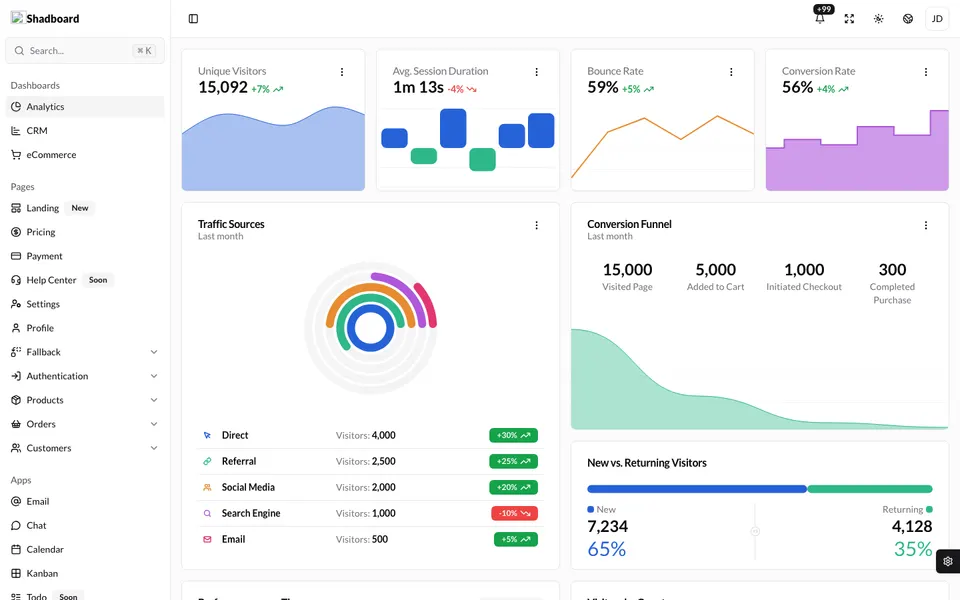 Shadboard
Search...
⌘ K
Dashboards
Analytics
CRM
eCommerce
Pages
Landing New
Pricing
Payment
Help Center Soon
Settings
Profile
Fallback
Authentication
Products
Orders
Customers
Apps
Email
Chat
Calendar
Kanban
Todo Soon
+99
JD
Unique Visitors
15,092 +7%
Avg. Session Duration
1m 13s -4%
Bounce Rate
59% +5%
Conversion Rate
56% +4%
Traffic Sources
Last month
Direct Visitors: 4,000 +30%
Referral Visitors: 2,500 +25%
Social Media Visitors: 2,000 +20%
Search Engine Visitors: 1,000 -10%
Email Visitors: 500 +5%
Conversion Funnel
Last month
15,000 5,000 1,000 300
Visited Page Added to Cart Initiated Checkout Completed
Purchase
New vs. Returning Visitors
New Returning
7,234 4,128
65% 35%